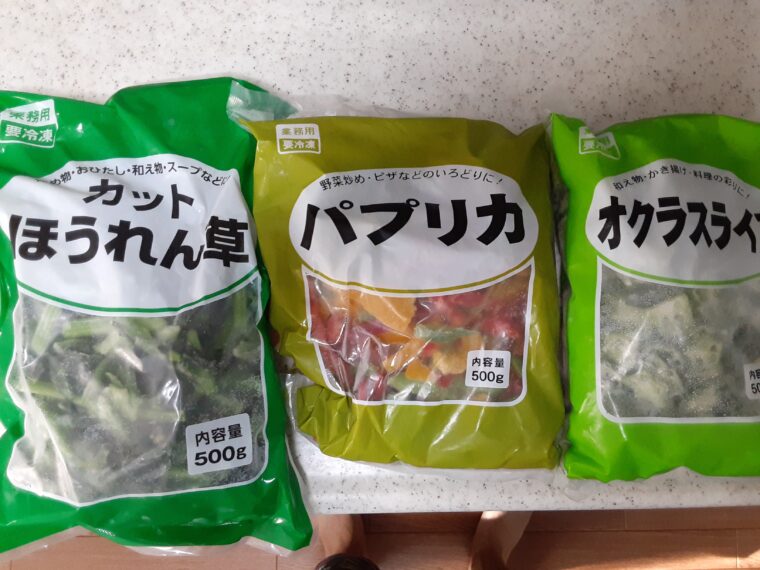 業務用
要冷凍
め物・おひたし・和え物・スープなどに
カット
ほうれん草
内容量
500g
業務用
要冷凍
野菜炒め・ピザなどのいろどりに!
パプリカ
内容量
500g
和え物・かき揚げ・料理の彩りに!
オクラスライ
内容